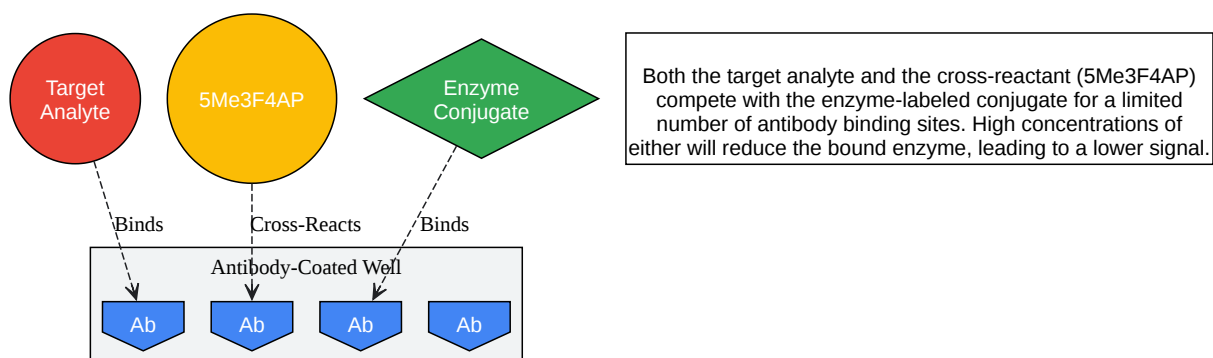 Target
Analyte
5Me3F4AP
Enzyme
Conjugate
Both the target analyte and the cross-reactant (5Me3F4AP)
compete with the enzyme-labeled conjugate for a limited
number of antibody binding sites. High concentrations of
either will reduce the bound enzyme, leading to a lower signal.
Binds
Cross-Reacts
Binds
Antibody-Coated Well
Ab
Ab
Ab
Ab